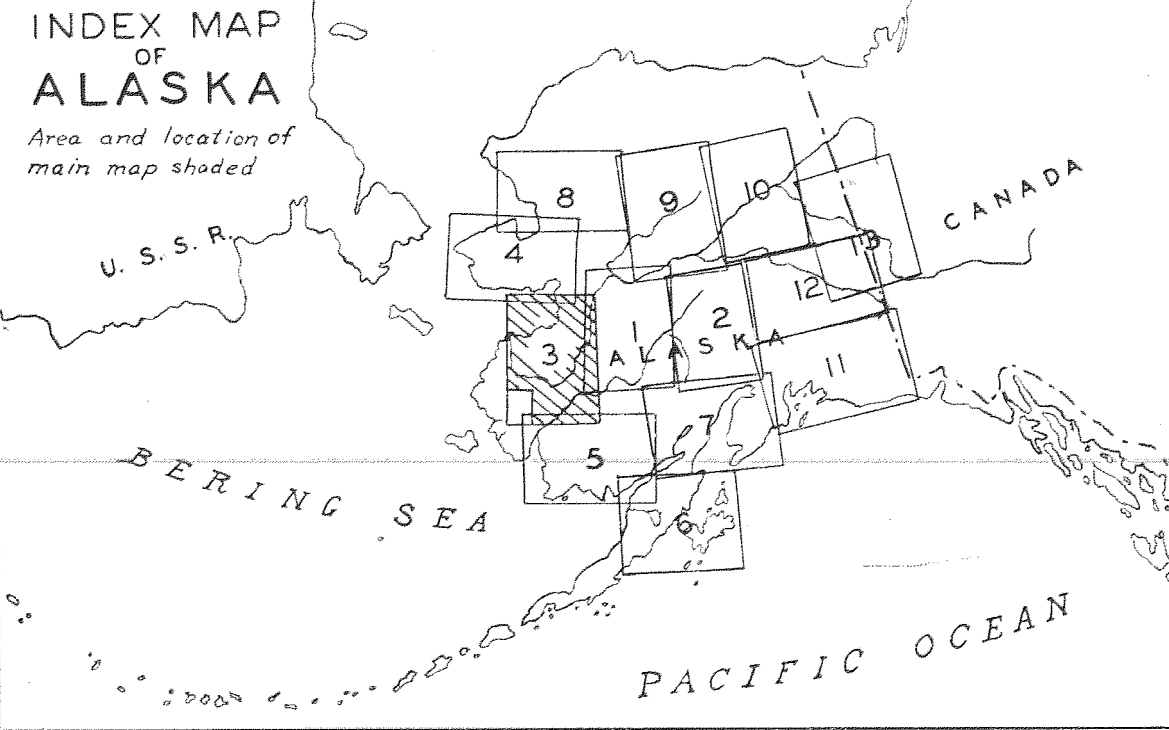 INDEX MAP
OF
ALASKA
Area and location of
main map shaded
U.S.S.R.
CANADA
8
9
10
4
13
12
3
1
2
ALASKA
11
7
5
6
BERING SEA
PACIFIC OCEAN